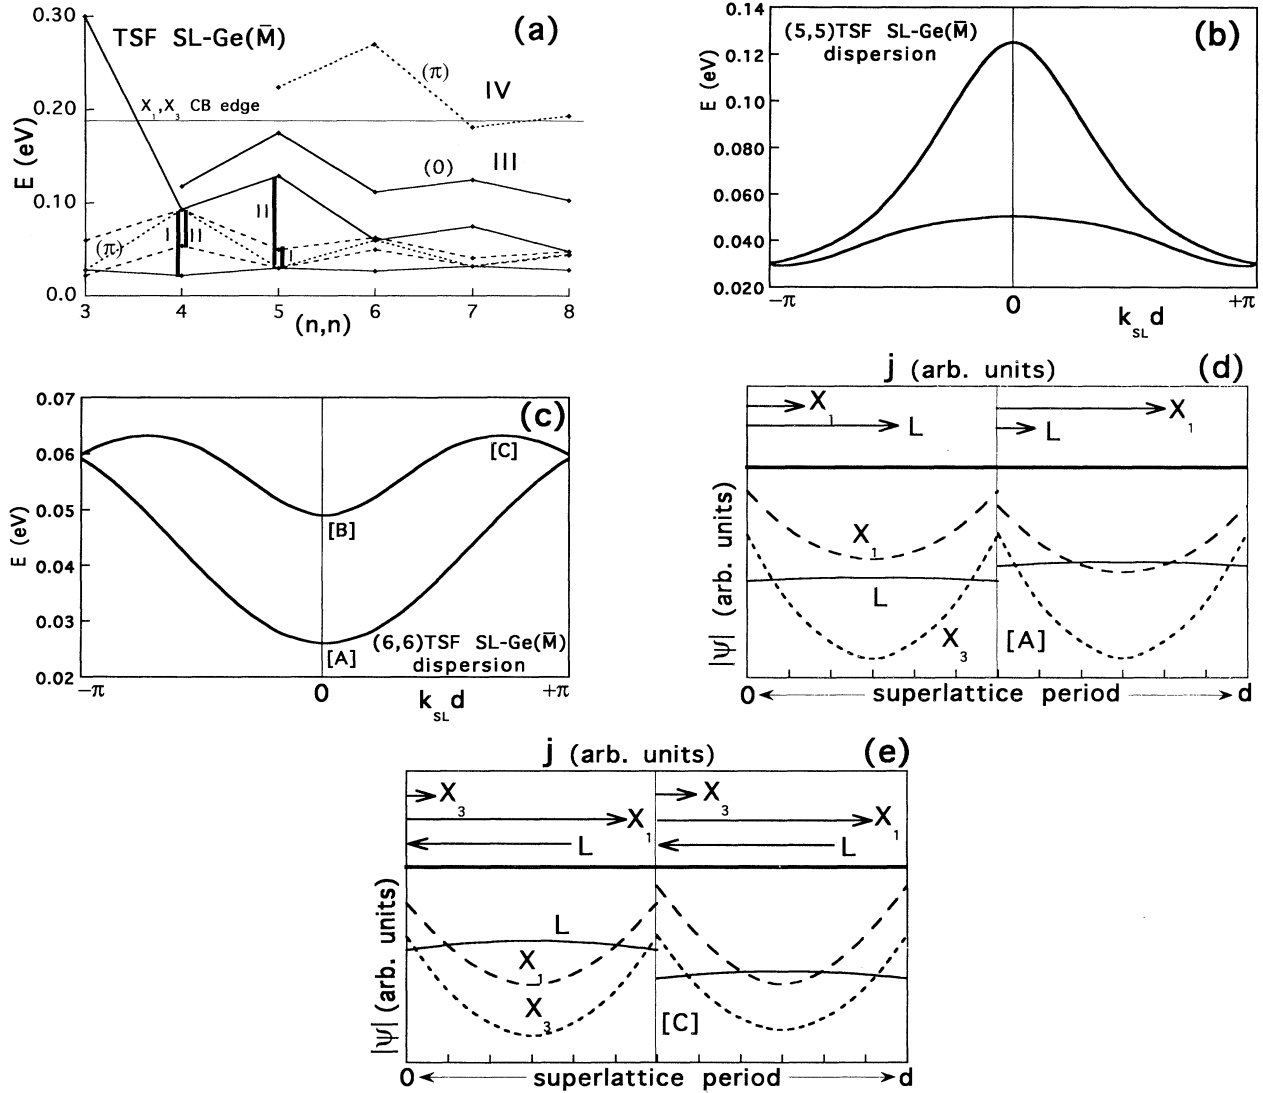 (a)
TSF SL-Ge(M̅)
0.30
0.20
0.10
0.0
E (eV)
X₁,X₃ CB edge
(π)
IV
(0)
III
II
I
II
I
(π)
3 4 5 6 7 8
(n,n)
(b)
(5,5)TSF SL-Ge(M̅)
dispersion
0.14
0.12
0.10
0.080
0.060
0.040
0.020
E (eV)
−π 0 +π
k_SL d
(c)
0.07
0.06
0.05
0.04
0.03
0.02
E (eV)
[C]
[B]
[A]
(6,6)TSF SL-Ge(M̅)
dispersion
−π 0 +π
k_SL d
j (arb. units)
(d)
X₁
L
X₁
L
|ψ| (arb. units)
X₁
L
X₃
[A]
0 superlattice period d
j (arb. units)
(e)
X₃
X₁
L
X₃
X₁
L
|ψ| (arb. units)
L
X₁
X₃
[C]
0 superlattice period d